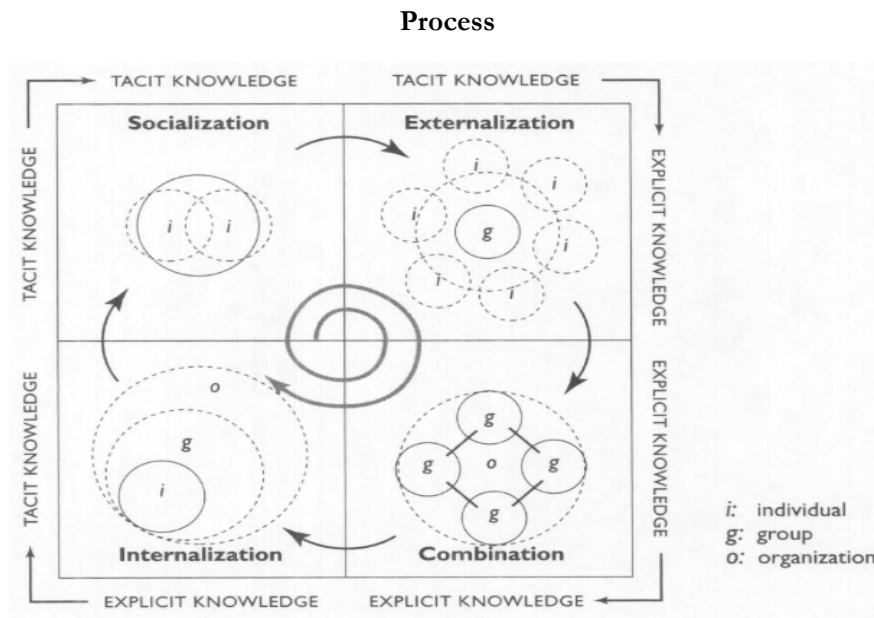 Process
TACIT KNOWLEDGE
TACIT KNOWLEDGE
Socialization
Externalization
TACIT KNOWLEDGE
EXPLICIT KNOWLEDGE
i
i
i
i
i
i
i
i
g
TACIT KNOWLEDGE
EXPLICIT KNOWLEDGE
o
g
i
g
g
o
g
g
Internalization
Combination
i: individual
g: group
o: organization
EXPLICIT KNOWLEDGE
EXPLICIT KNOWLEDGE